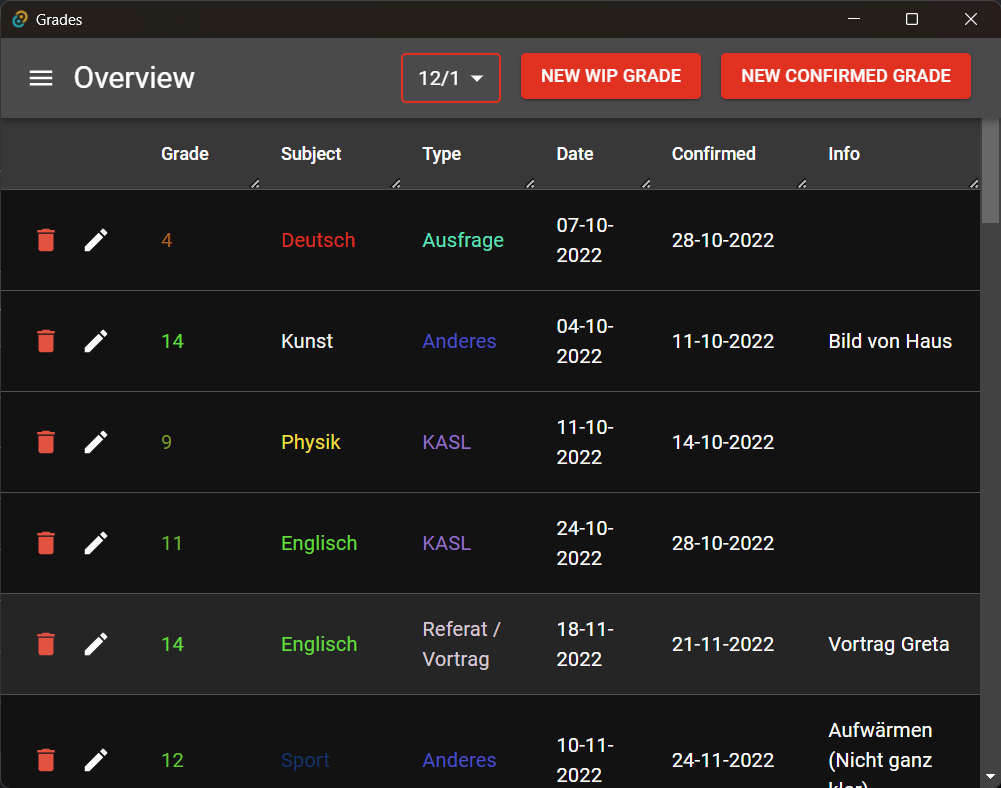 Grades
Overview
12/1
NEW WIP GRADE
NEW CONFIRMED GRADE
Grade Subject Type Date Confirmed Info
4 Deutsch Ausfrage 07-10-
2022 28-10-2022
14 Kunst Anderes 04-10-
2022 11-10-2022 Bild von Haus
9 Physik KASL 11-10-
2022 14-10-2022
11 Englisch KASL 24-10-
2022 28-10-2022
14 Englisch Referat /
Vortrag 18-11-
2022 21-11-2022 Vortrag Greta
12 Sport Anderes 10-11-
2022 24-11-2022 Aufwärmen
(Nicht ganz
klar)